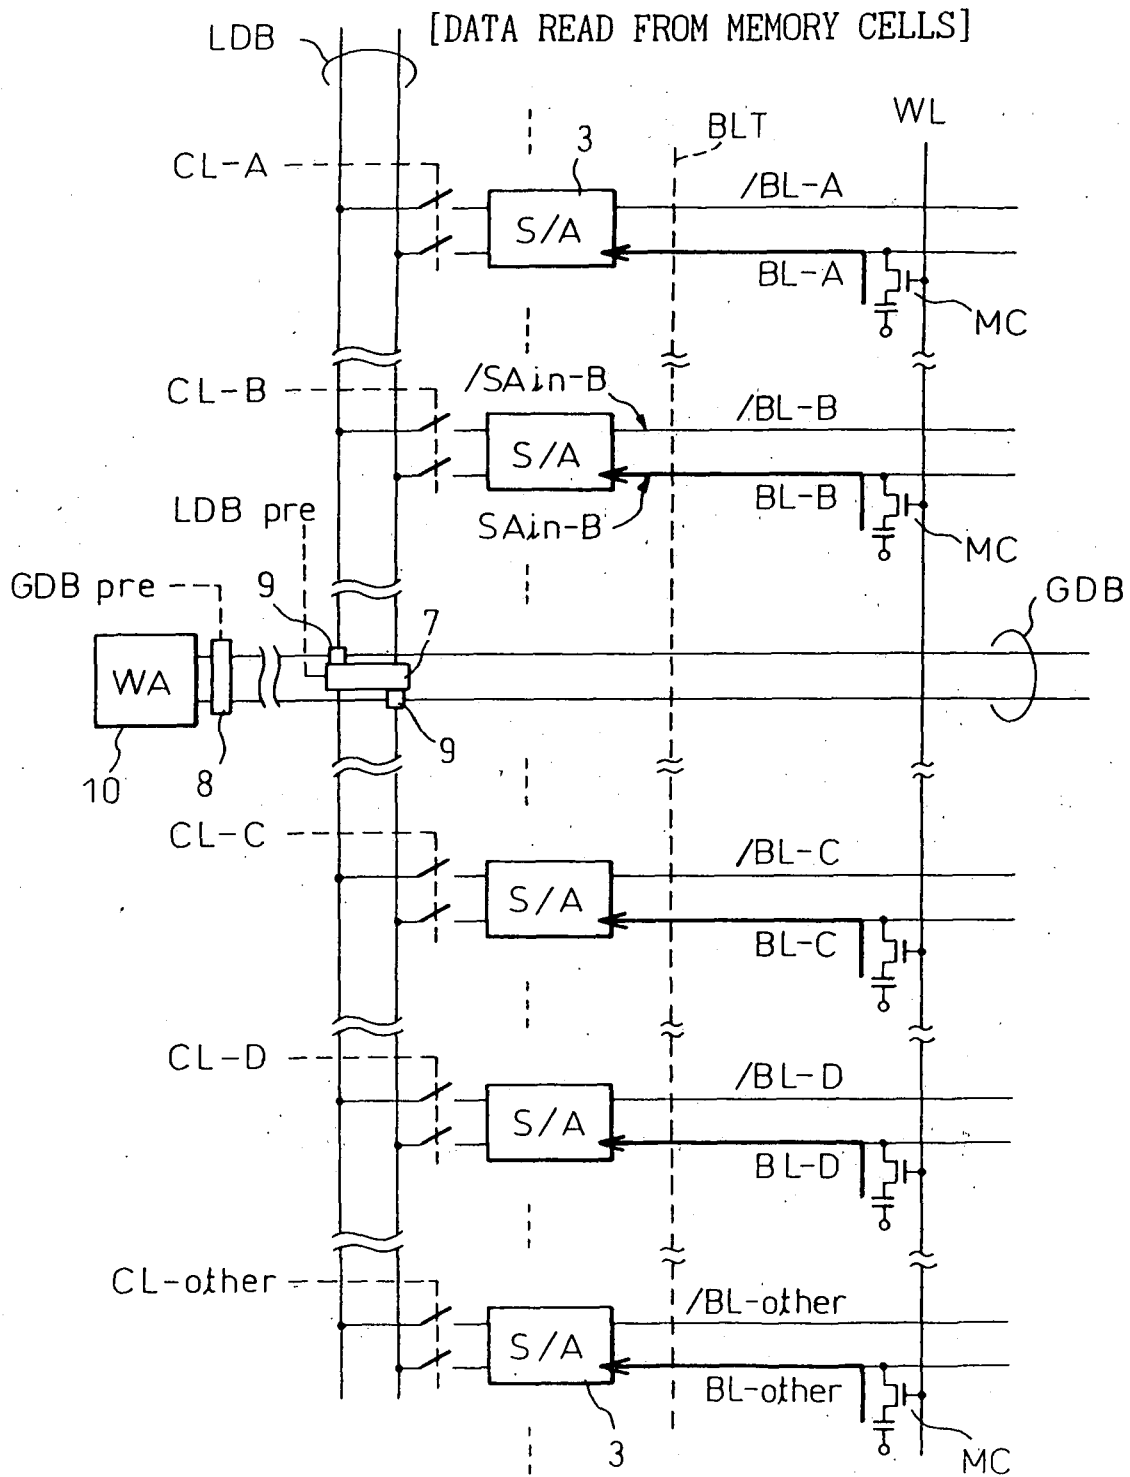 [DATA READ FROM MEMORY CELLS]
LDB
WL
BLT
3
CL-A
/BL-A
S/A
BL-A
MC
/SAin-B
CL-B
/BL-B
S/A
BL-B
LDB pre
SAin-B
MC
GDB pre
9
7
GDB
WA
9
10
8
CL-C
/BL-C
S/A
BL-C
CL-D
/BL-D
S/A
BL-D
CL-other
/BL-other
S/A
BL-other
3
MC